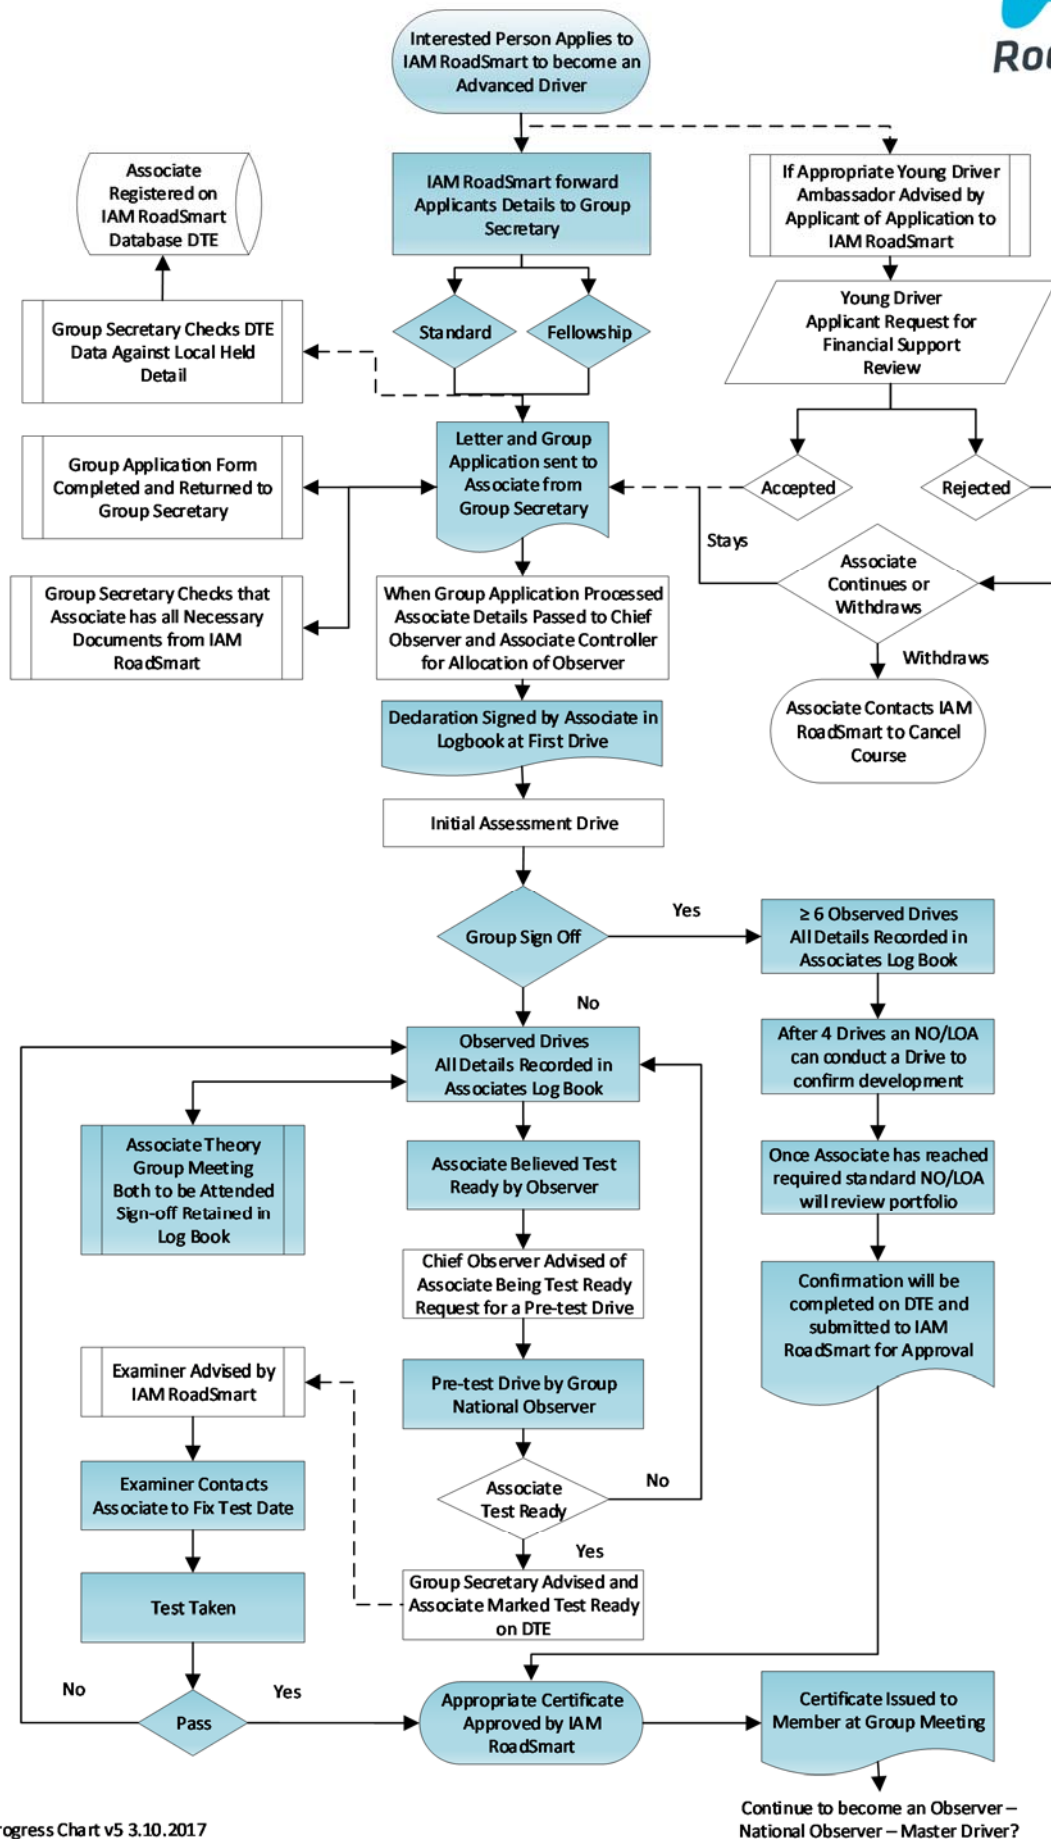 Interested Person Applies to
IAM RoadSmart to become an
Advanced Driver
Associate
Registered on
IAM RoadSmart
Database DTE
IAM RoadSmart forward
Applicants Details to Group
Secretary
If Appropriate Young Driver
Ambassador Advised by
Applicant of Application to
IAM RoadSmart
Group Secretary Checks DTE
Data Against Local Held
Detail
Standard
Fellowship
Young Driver
Applicant Request for
Financial Support
Review
Group Application Form
Completed and Returned to
Group Secretary
Letter and Group
Application sent to
Associate from
Group Secretary
Accepted
Rejected
Stays
Group Secretary Checks that
Associate has all Necessary
Documents from IAM
RoadSmart
When Group Application Processed
Associate Details Passed to Chief
Observer and Associate Controller
for Allocation of Observer
Associate
Continues or
Withdraws
Withdraws
Declaration Signed by Associate in
Logbook at First Drive
Associate Contacts IAM
RoadSmart to Cancel
Course
Initial Assessment Drive
Group Sign Off
Yes
≥ 6 Observed Drives
All Details Recorded in
Associates Log Book
No
Observed Drives
All Details Recorded in
Associates Log Book
After 4 Drives an NO/LOA
can conduct a Drive to
confirm development
Associate Theory
Group Meeting
Both to be Attended
Sign-off Retained in
Log Book
Associate Believed Test
Ready by Observer
Once Associate has reached
required standard NO/LOA
will review portfolio
Chief Observer Advised of
Associate Being Test Ready
Request for a Pre-test Drive
Confirmation will be
completed on DTE and
submitted to IAM
RoadSmart for Approval
Examiner Advised by
IAM RoadSmart
Pre-test Drive by Group
National Observer
Examiner Contacts
Associate to Fix Test Date
Associate
Test Ready
No
Yes
Test Taken
Group Secretary Advised and
Associate Marked Test Ready
on DTE
No
Pass
Yes
Appropriate Certificate
Approved by IAM
RoadSmart
Certificate Issued to
Member at Group Meeting
Continue to become an Observer –
National Observer – Master Driver?
rogress Chart v5 3.10.2017